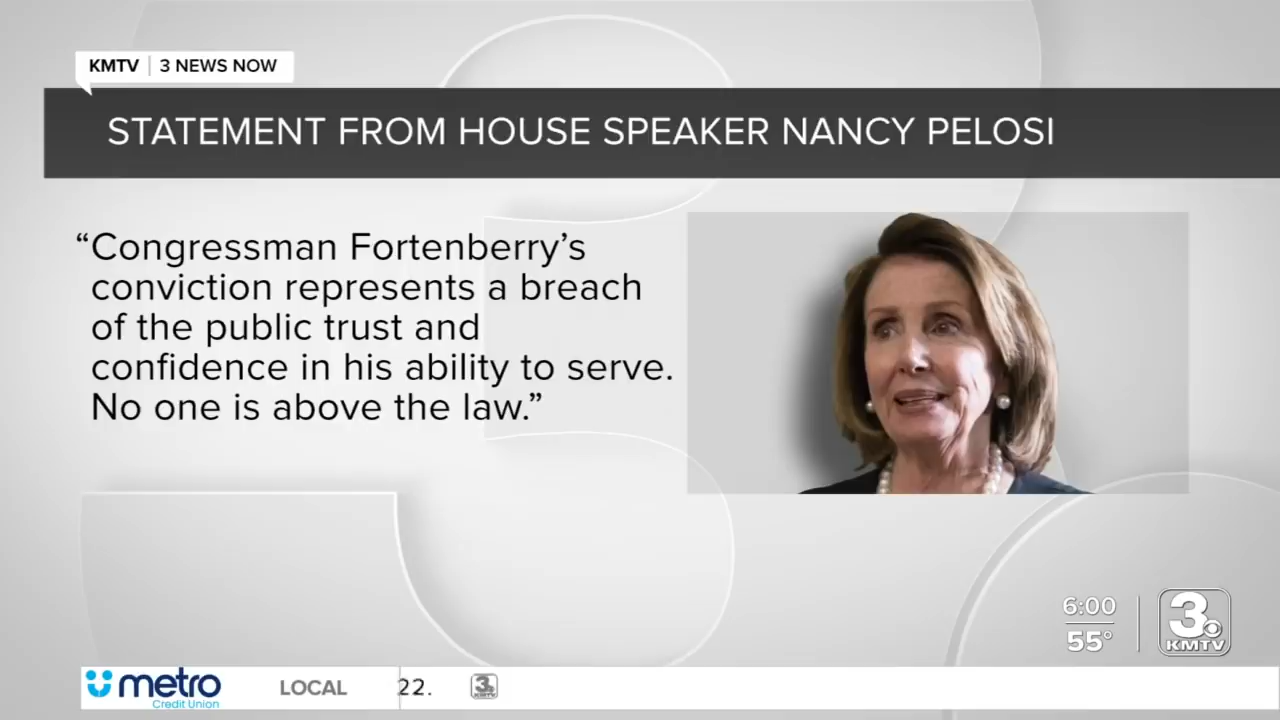 KMTV | 3 NEWS NOW
STATEMENT FROM HOUSE SPEAKER NANCY PELOSI
“Congressman Fortenberry’s
conviction represents a breach
of the public trust and
confidence in his ability to serve.
No one is above the law.”
6:00
55°
3
KMTV
metro
Credit Union
LOCAL
22.
3
KMTV